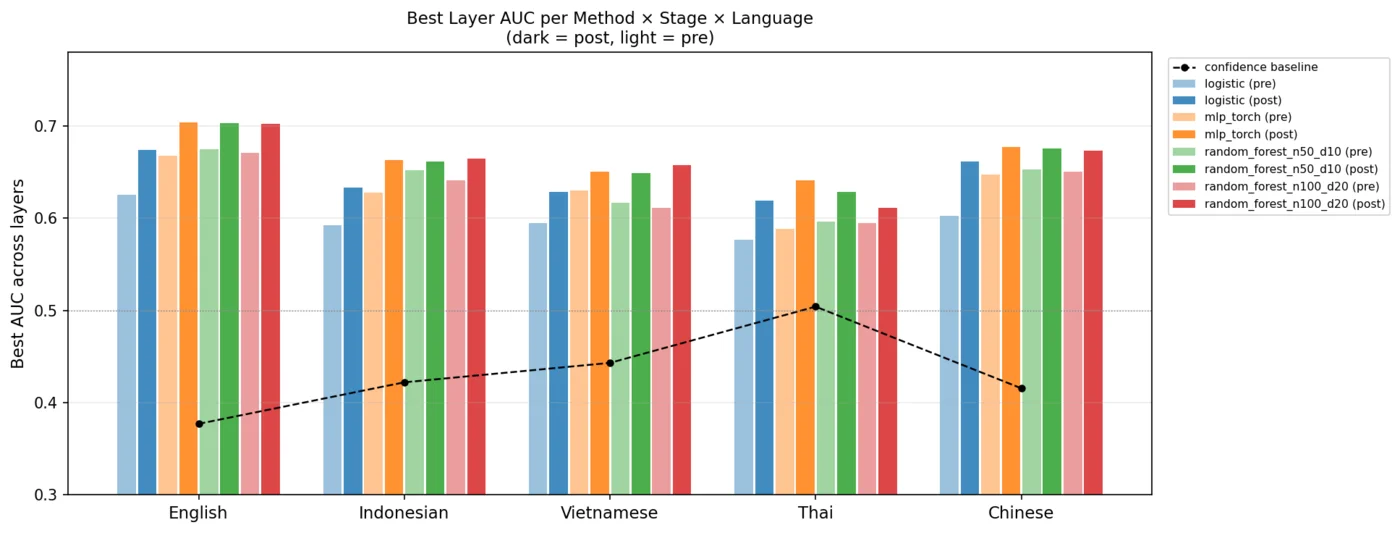 Best Layer AUC per Method × Stage × Language
(dark = post, light = pre)
Best AUC across layers
0.7
0.6
0.5
0.4
0.3
English
Indonesian
Vietnamese
Thai
Chinese
confidence baseline
logistic (pre)
logistic (post)
mlp_torch (pre)
mlp_torch (post)
random_forest_n50_d10 (pre)
random_forest_n50_d10 (post)
random_forest_n100_d20 (pre)
random_forest_n100_d20 (post)